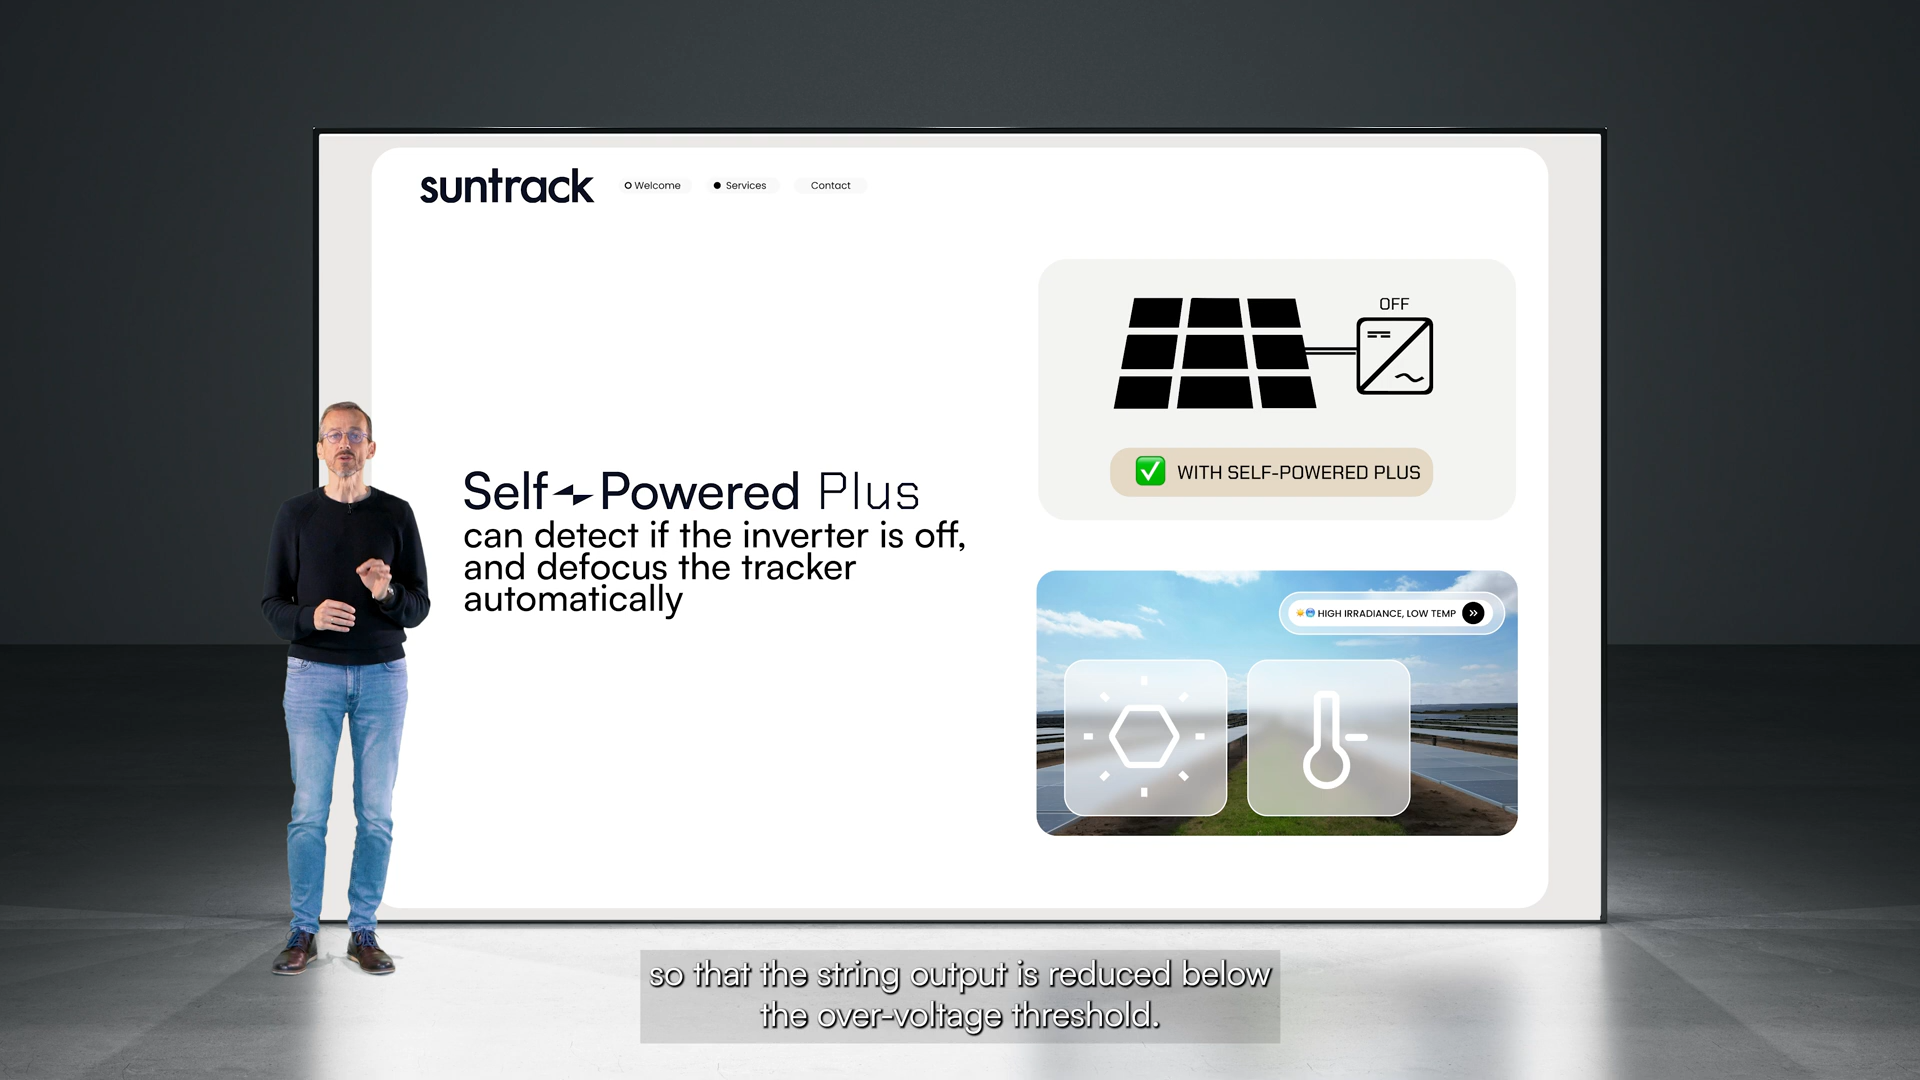 suntrack
Welcome
Services
Contact
OFF
WITH SELF-POWERED PLUS
Self Powered Plus
can detect if the inverter is off,
and defocus the tracker
automatically
HIGH IRRADIANCE, LOW TEMP
so that the string output is reduced below
the over-voltage threshold.